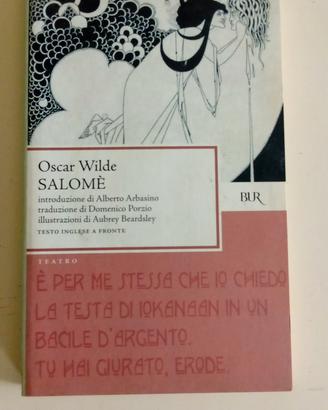 Oscar Wilde
SALOMÈ
introduzione di Alberto Arbasino
traduzione di Domenico Porzio
illustrazioni di Aubrey Beardsley
TESTO INGLESE A FRONTE
BUR
TEATRO
È PER ME STESSA CHE IO CHIEDO
LA TESTA DI IOKANAAN IN UN
BACILE D'ARGENTO.
TU HAI GIURATO, ERODE.